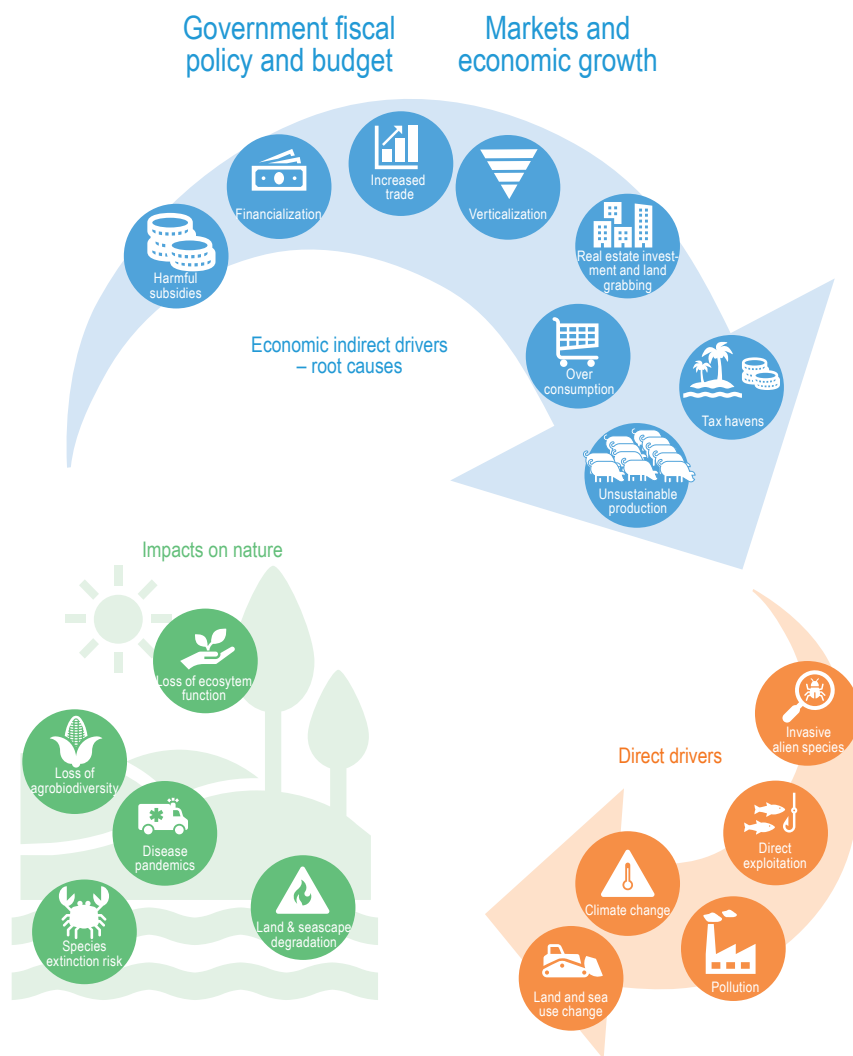 Government fiscal
policy and budget
Markets and
economic growth
Increased
trade
Financialization
Verticalization
Harmful
subsidies
Real estate invest-
ment and land
grabbing
Economic indirect drivers
– root causes
Over
consumption
Tax havens
Unsustainable
production
Impacts on nature
Loss of ecosytem
function
Loss of
agrobiodiversity
Disease
pandemics
Species
extinction risk
Land & seascape
degradation
Direct drivers
Invasive
alien species
Direct
exploitation
Climate change
Pollution
Land and sea
use change